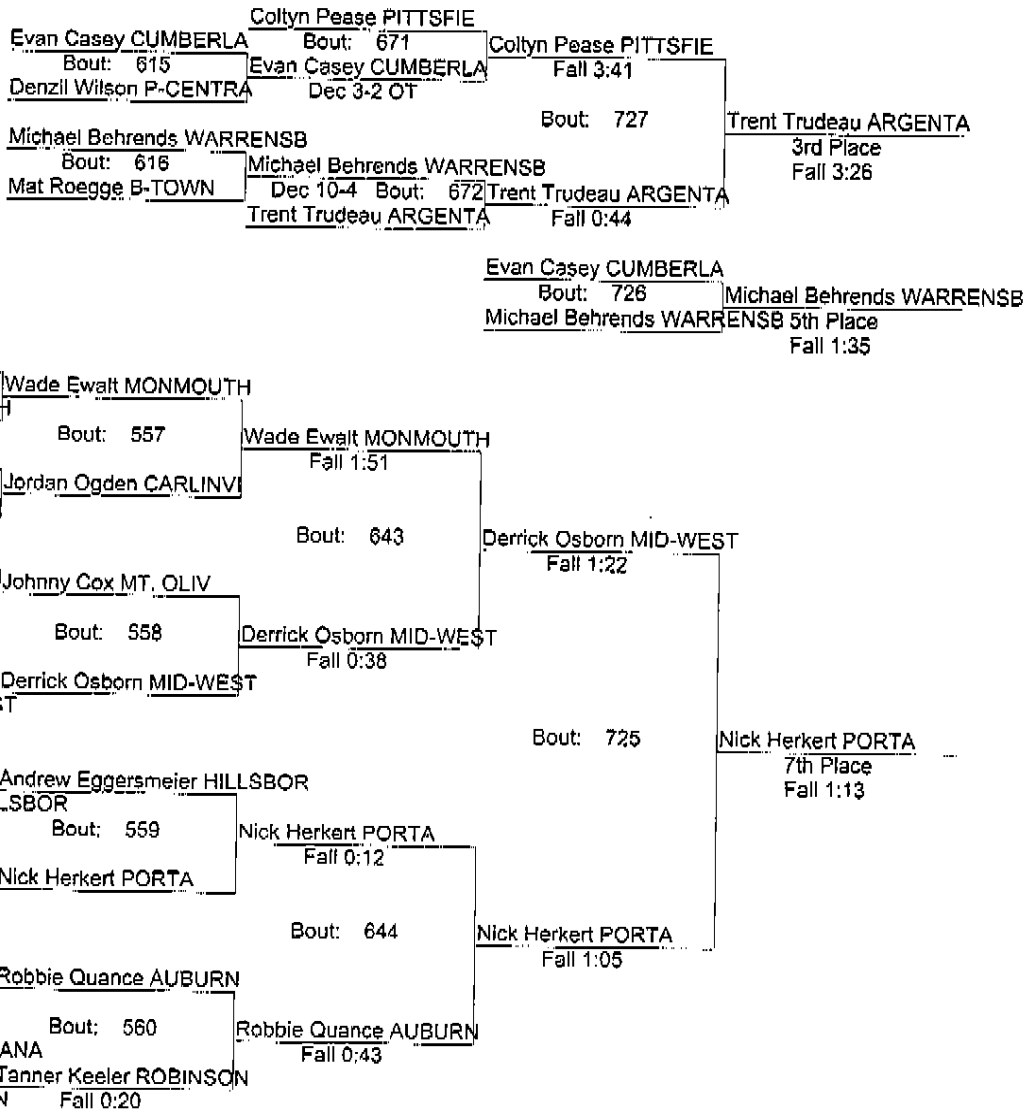 Coltyn Pease PITTSFIE
Evan Casey CUMBERLA
Bout: 671
Coltyn Pease PITTSFIE
Bout: 615
Evan Casey CUMBERLA
Fall 3:41
Denzil Wilson P-CENTRA
Dec 3-2 OT
Bout: 727
Trent Trudeau ARGENTA
Michael Behrends WARRENSB
3rd Place
Bout: 616
Michael Behrends WARRENSB
Fall 3:26
Mat Roegge B-TOWN
Dec 10-4 Bout: 672
Trent Trudeau ARGENTA
Trent Trudeau ARGENTA
Fall 0:44
Evan Casey CUMBERLA
Bout: 726
Michael Behrends WARRENSB
Michael Behrends WARRENSB
5th Place
Fall 1:35
Wade Ewalt MONMOUTH
H
Bout: 557
Wade Ewalt MONMOUTH
Fall 1:51
Jordan Ogden CARLINVI
Bout: 643
Derrick Osborn MID-WEST
Fall 1:22
Johnny Cox MT. OLIV
Bout: 558
Derrick Osborn MID-WEST
Fall 0:38
Derrick Osborn MID-WEST
ST
Bout: 725
Nick Herkert PORTA
7th Place
Andrew Eggersmeier HILLSBOR
Fall 1:13
LSBOR
Bout: 559
Nick Herkert PORTA
Fall 0:12
Nick Herkert PORTA
Bout: 644
Nick Herkert PORTA
Fall 1:05
Robbie Quance AUBURN
Bout: 560
Robbie Quance AUBURN
ANA
Fall 0:43
Tanner Keeler ROBINSON
N
Fall 0:20